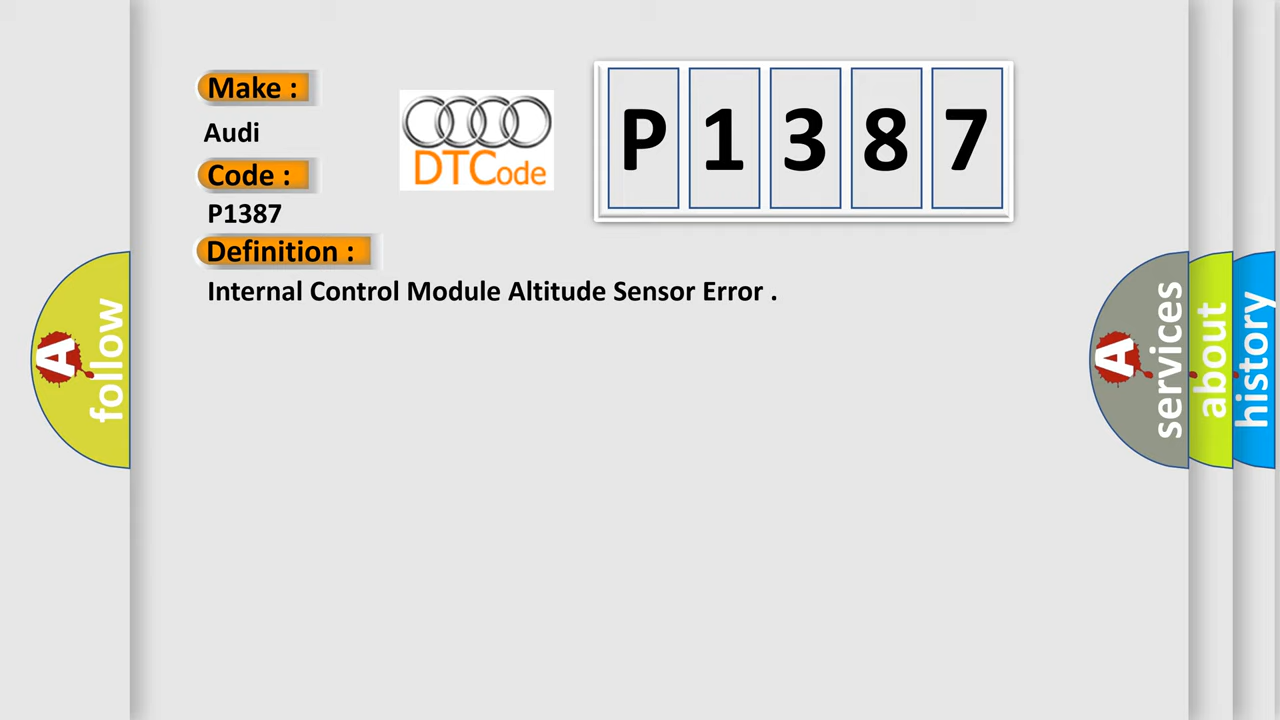 Make :
Audi
Code :
P1387
Definition :
Internal Control Module Altitude Sensor Error .
DTCode
P1387
A follow
A services
about
history